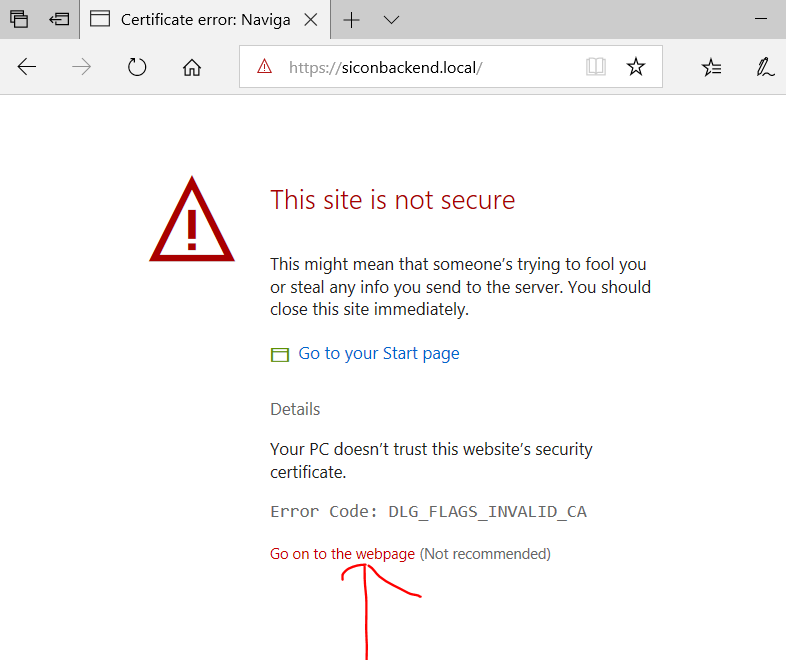 Certificate error: Naviga
https://siconbackend.local/
This site is not secure
This might mean that someone's trying to fool you
or steal any info you send to the server. You should
close this site immediately.
Go to your Start page
Details
Your PC doesn't trust this website's security
certificate.
Error Code: DLG_FLAGS_INVALID_CA
Go on to the webpage (Not recommended)